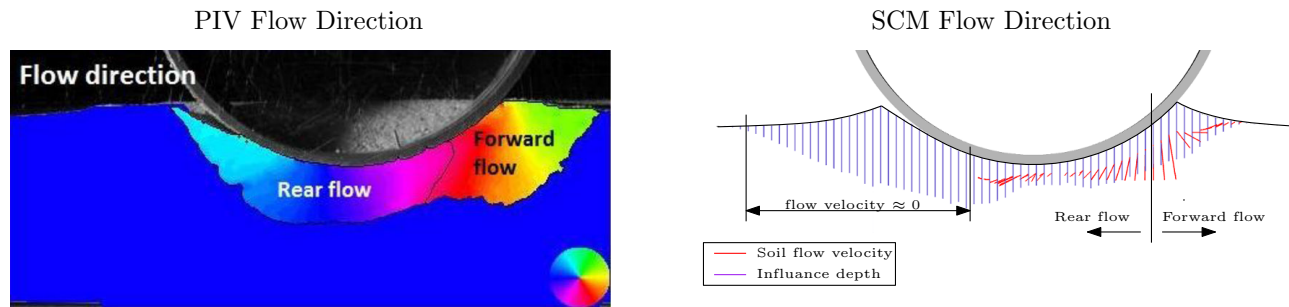 PIV Flow Direction
Flow direction
Rear flow
Forward
flow
SCM Flow Direction
flow velocity ≈ 0
Rear flow
Forward flow
Soil flow velocity
Influance depth